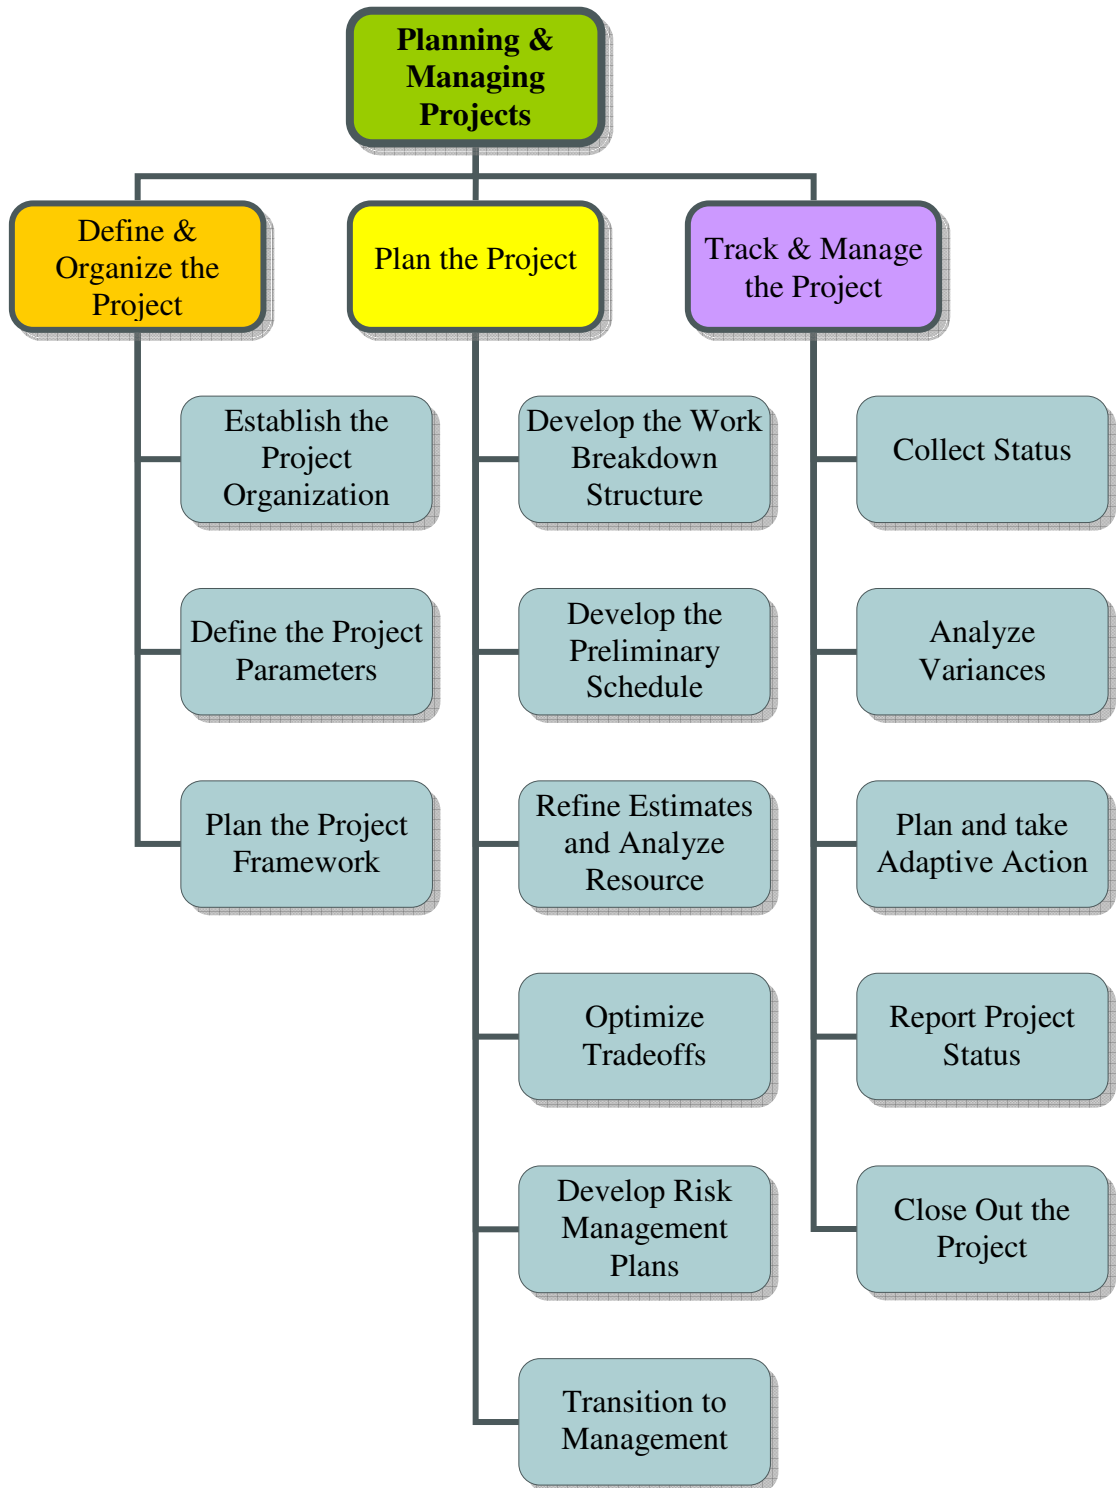 Planning &
Managing
Projects
Define &
Organize the
Project
Plan the Project
Track & Manage
the Project
Establish the
Project
Organization
Define the Project
Parameters
Plan the Project
Framework
Develop the Work
Breakdown
Structure
Develop the
Preliminary
Schedule
Refine Estimates
and Analyze
Resource
Optimize
Tradeoffs
Develop Risk
Management
Plans
Transition to
Management
Collect Status
Analyze
Variances
Plan and take
Adaptive Action
Report Project
Status
Close Out the
Project